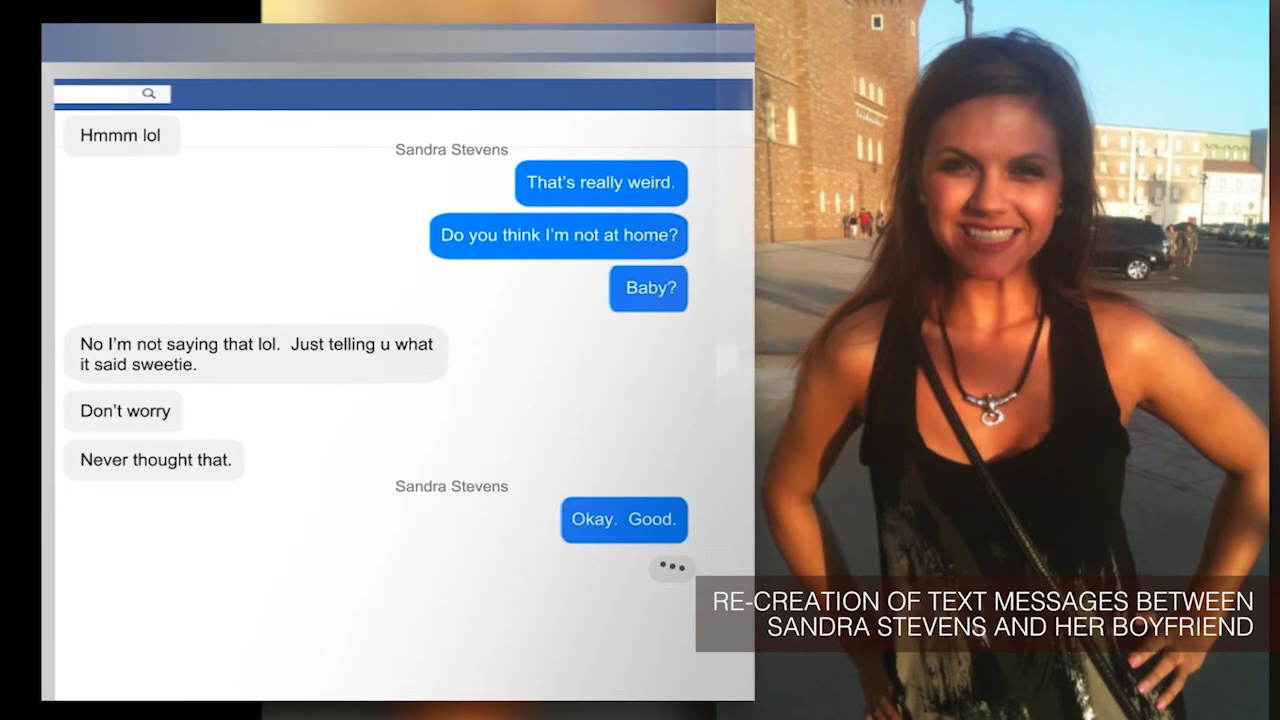 Hmmm lol
Sandra Stevens
That's really weird.
Do you think I'm not at home?
Baby?
No I'm not saying that lol.  Just telling u what
it said sweetie.
Don't worry
Never thought that.
Sandra Stevens
Okay.  Good.
RE-CREATION OF TEXT MESSAGES BETWEEN
SANDRA STEVENS AND HER BOYFRIEND